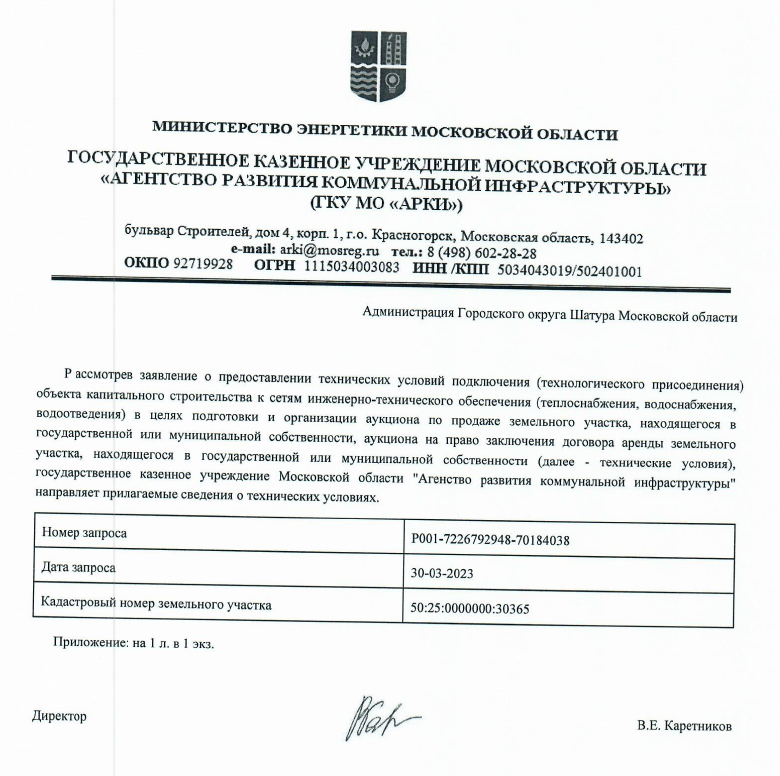 МИНИСТЕРСТВО ЭНЕРГЕТИКИ МОСКОВСКОЙ ОБЛАСТИ
ГОСУДАРСТВЕННОЕ КАЗЕННОЕ УЧРЕЖДЕНИЕ МОСКОВСКОЙ ОБЛАСТИ
«АГЕНТСТВО РАЗВИТИЯ КОММУНАЛЬНОЙ ИНФРАСТРУКТУРЫ»
(ГКУ МО «АРКИ»)
бульвар Строителей, дом 4, корп. 1, г.о. Красногорск, Московская область, 143402
e-mail: arki@mosreg.ru тел.: 8 (498) 602-28-28
ОКПО 92719928 ОГРН 1115034003083 ИНН /КПП 5034043019/502401001
Администрация Городского округа Шатура Московской области
Р ассмотрев заявление о предоставлении технических условий подключения (технологического присоединения)
объекта капитального строительства к сетям инженерно-технического обеспечения (теплоснабжения, водоснабжения,
водоотведения) в целях подготовки и организации аукциона по продаже земельного участка, находящегося в
государственной или муниципальной собственности, аукциона на право заключения договора аренды земельного
участка, находящегося в государственной или муниципальной собственности (далее - технические условия),
государственное казенное учреждение Московской области "Агенство развития коммунальной инфраструктуры"
направляет прилагаемые сведения о технических условиях.
Номер запроса P001-7226792948-70184038
Дата запроса 30-03-2023
Кадастровый номер земельного участка 50:25:0000000:30365
Приложение: на 1 л. в 1 экз.
Директор В.Е. Каретников